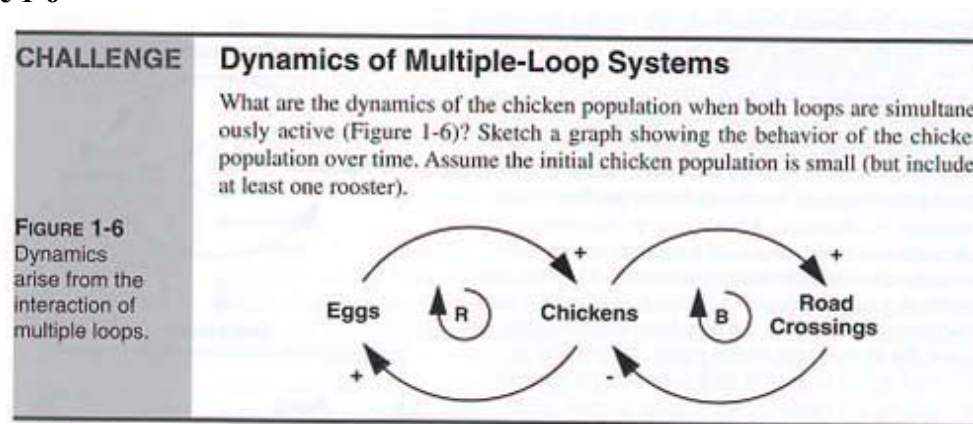 CHALLENGE
Dynamics of Multiple-Loop Systems
What are the dynamics of the chicken population when both loops are simultane
ously active (Figure 1-6)? Sketch a graph showing the behavior of the chicke
population over time. Assume the initial chicken population is small (but include
at least one rooster).
FIGURE 1-6
Dynamics
arise from the
interaction of
multiple loops.
+
+
Eggs
R
Chickens
B
Road
Crossings
+
-